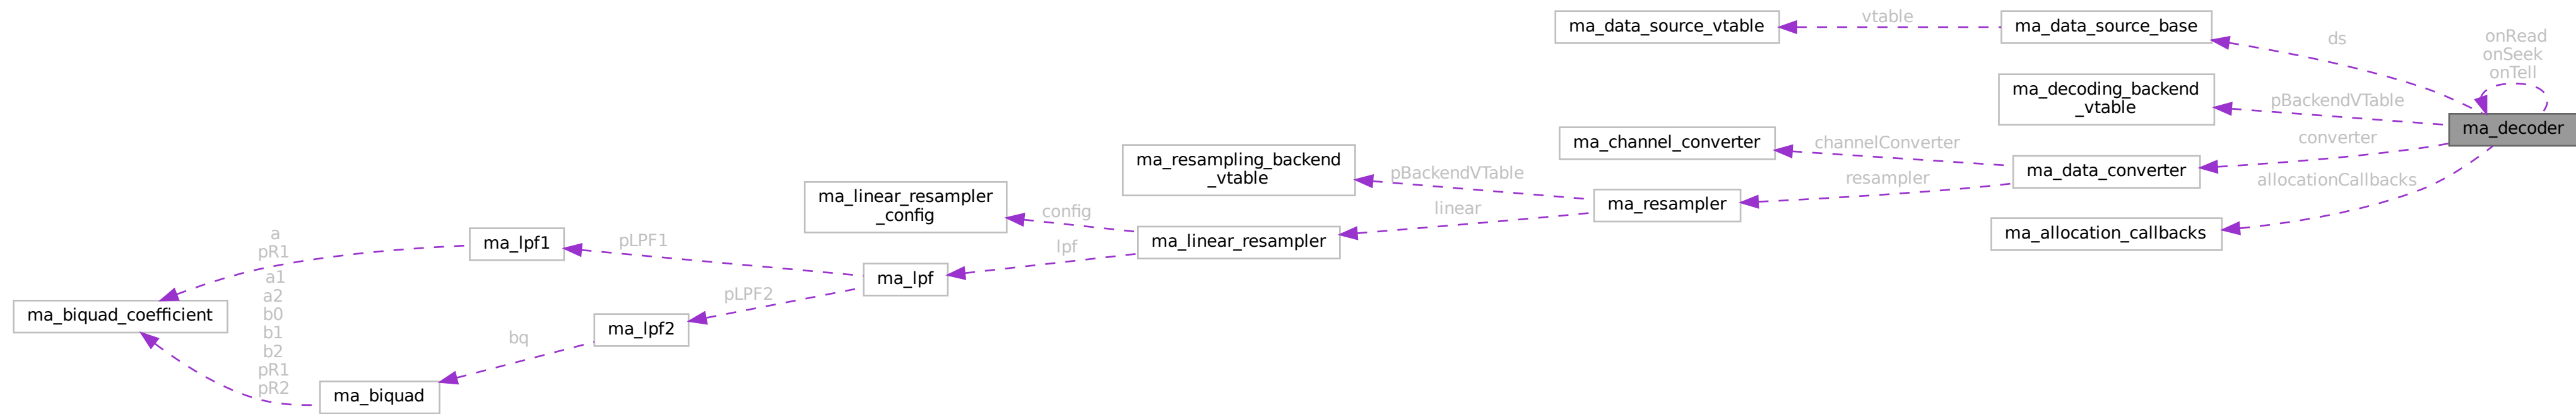 ma_data_source_vtable
vtable
ma_data_source_base
ds
onRead
onSeek
onTell
ma_decoding_backend
_vtable
pBackendVTable
ma_decoder
ma_channel_converter
channelConverter
converter
ma_data_converter
ma_resampling_backend
_vtable
pBackendVTable
resampler
allocationCallbacks
ma_linear_resampler
_config
config
linear
ma_resampler
ma_allocation_callbacks
a
pR1
ma_lpf1
pLPF1
lpf
ma_linear_resampler
a1
a2
b0
b1
b2
pR1
pR2
ma_lpf
pLPF2
ma_biquad_coefficient
bq
ma_lpf2
ma_biquad